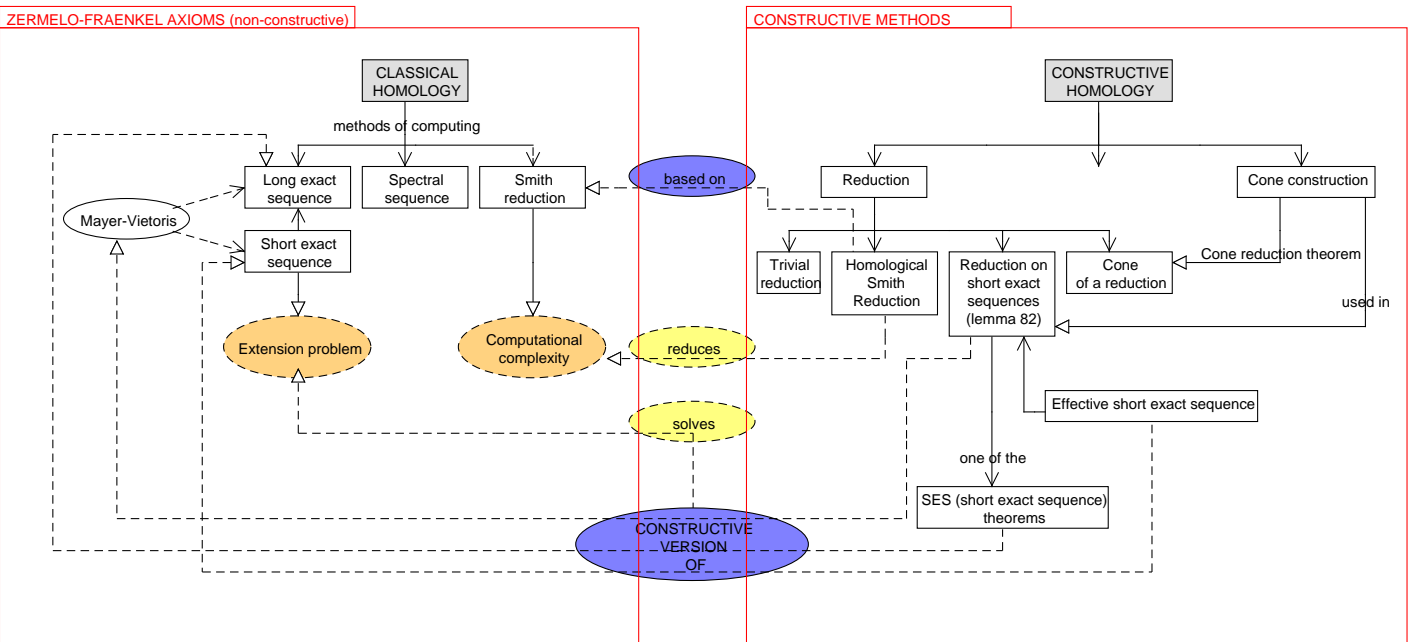 ZERMELO-FRAENKEL AXIOMS (non-constructive)
CONSTRUCTIVE METHODS
CLASSICAL
HOMOLOGY
CONSTRUCTIVE
HOMOLOGY
methods of computing
Long exact
sequence
Spectral
sequence
Smith
reduction
based on
Reduction
Cone construction
Mayer-Vietoris
Short exact
sequence
Trivial
reduction
Homological
Smith
Reduction
Reduction on
short exact
sequences
(lemma 82)
Cone
of a reduction
Cone reduction theorem
used in
Extension problem
Computational
complexity
reduces
solves
Effective short exact sequence
one of the
SES (short exact sequence)
theorems
CONSTRUCTIVE
VERSION
OF